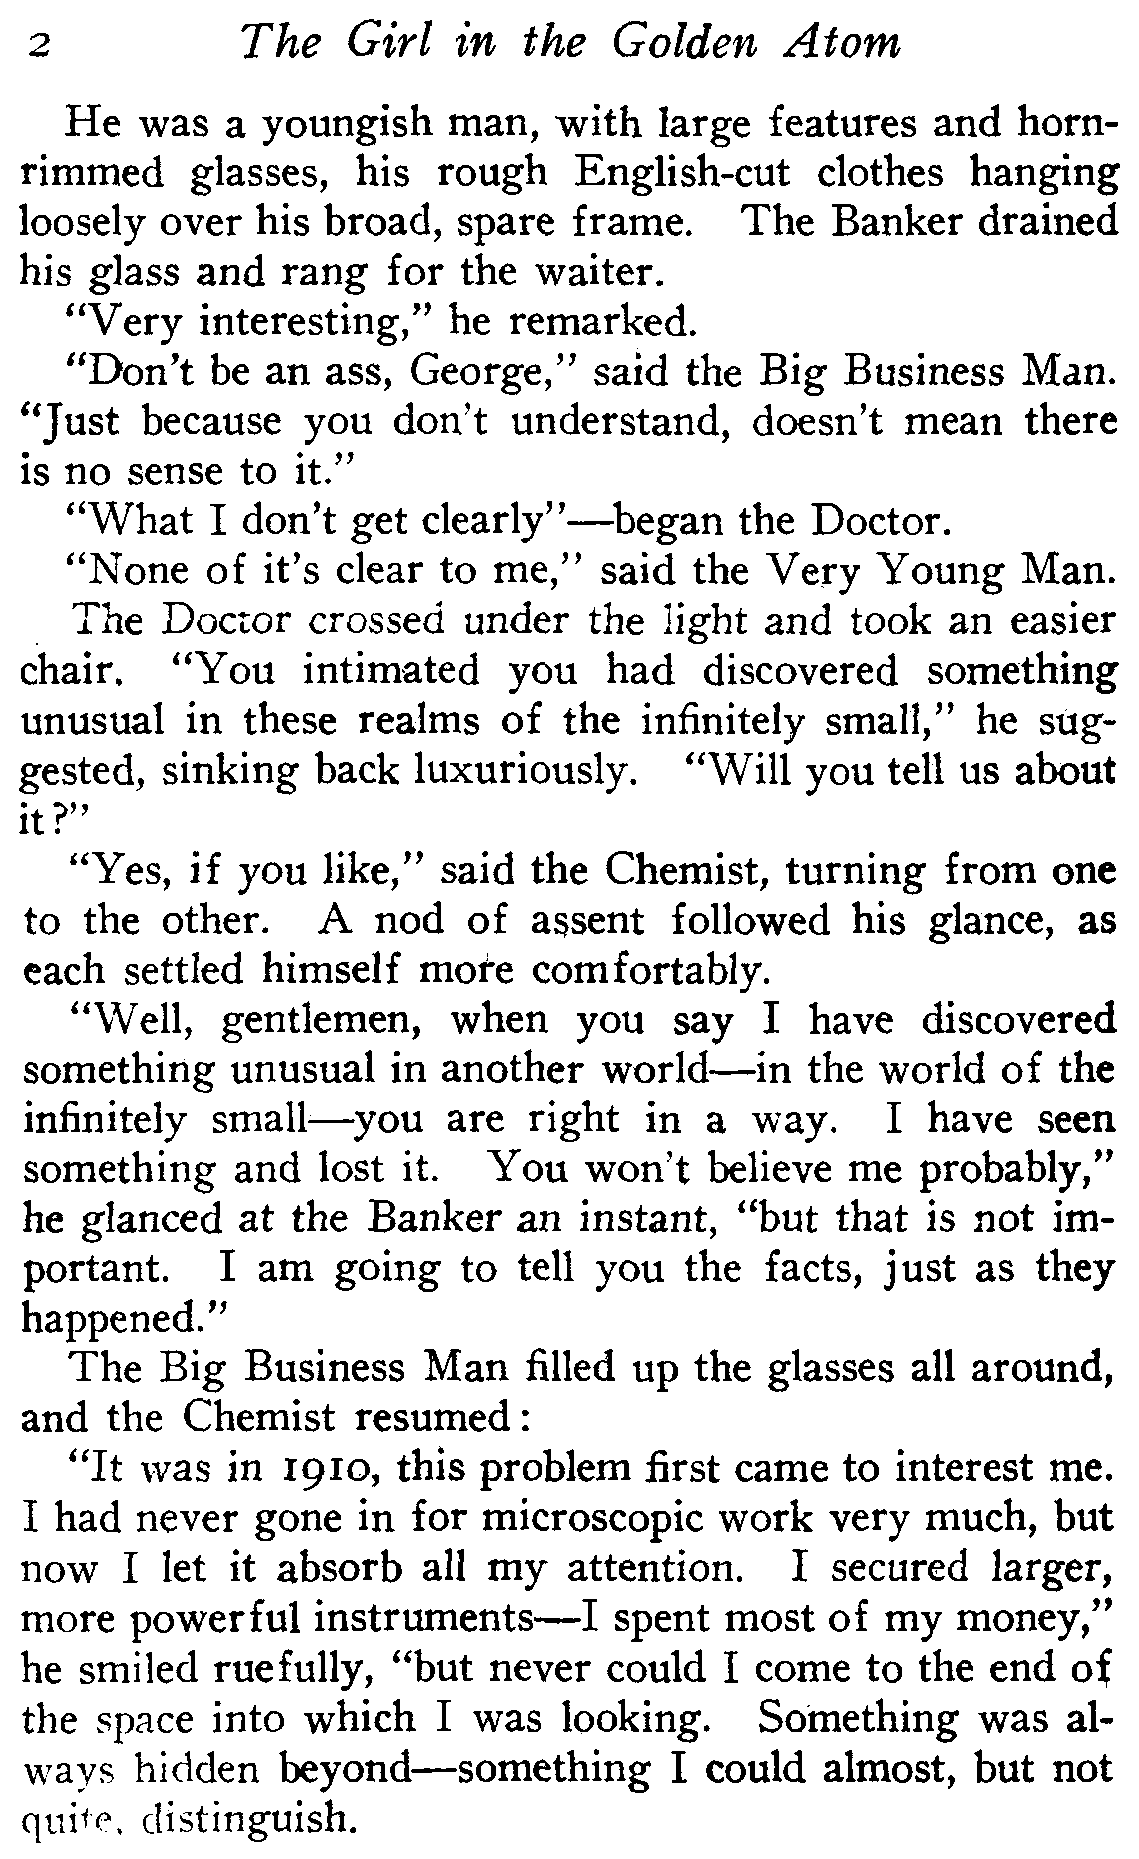 2 The Girl in the Golden Atom
He was a youngish man, with large features and horn-
rimmed glasses, his rough English-cut clothes hanging
loosely over his broad, spare frame. The Banker drained
his glass and rang for the waiter.
“Very interesting,” he remarked.
“Don’t be an ass, George,” said the Big Business Man.
“Just because you don’t understand, doesn’t mean there
is no sense to it.”
“What I don’t get clearly”—began the Doctor.
“None of it’s clear to me,” said the Very Young Man.
The Doctor crossed under the light and took an easier
chair. “You intimated you had discovered something
unusual in these realms of the infinitely small,” he sug-
gested, sinking back luxuriously. “Will you tell us about
it?”
“Yes, if you like,” said the Chemist, turning from one
to the other. A nod of assent followed his glance, as
each settled himself more comfortably.
“Well, gentlemen, when you say I have discovered
something unusual in another world—in the world of the
infinitely small—you are right in a way. I have seen
something and lost it. You won’t believe me probably,”
he glanced at the Banker an instant, “but that is not im-
portant. I am going to tell you the facts, just as they
happened.”
The Big Business Man filled up the glasses all around,
and the Chemist resumed:
“It was in 1910, this problem first came to interest me.
I had never gone in for microscopic work very much, but
now I let it absorb all my attention. I secured larger,
more powerful instruments—I spent most of my money,”
he smiled ruefully, “but never could I come to the end of
the space into which I was looking. Something was al-
ways hidden beyond—something I could almost, but not
quite, distinguish.